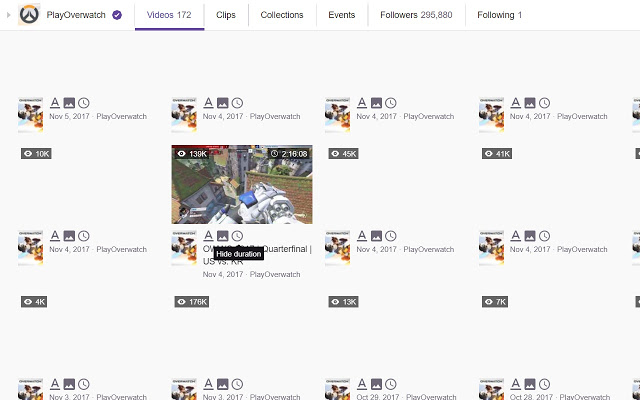 PlayOverwatch
Videos 172
Clips
Collections
Events
Followers 295,880
Following 1
Nov 5, 2017 · PlayOverwatch
Nov 4, 2017 · PlayOverwatch
Nov 4, 2017 · PlayOverwatch
Nov 4, 2017 · PlayOverwatch
10K
139K
2:16:08
45K
41K
Nov 4, 2017 · PlayOverwatch
Quarterfinal |
Hide duration
US vs. KR
Nov 4, 2017 · PlayOverwatch
Nov 4, 2017 · PlayOverwatch
Nov 4, 2017 · PlayOverwatch
4K
176K
13K
7K
Nov 3, 2017 · PlayOverwatch
Nov 3, 2017 · PlayOverwatch
Oct 29, 2017 · PlayOverwatch
Oct 28, 2017 · PlayOverwatch